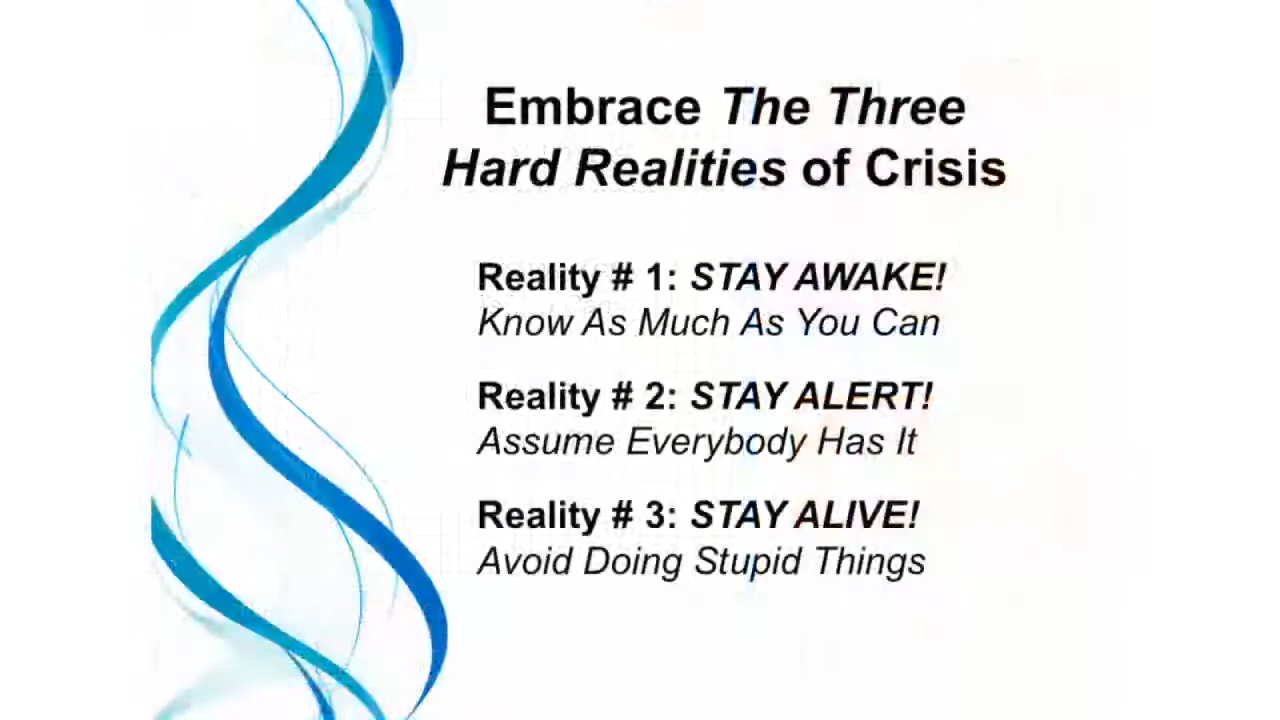 Embrace The Three
Hard Realities of Crisis
Reality # 1: STAY AWAKE!
Know As Much As You Can
Reality # 2: STAY ALERT!
Assume Everybody Has It
Reality # 3: STAY ALIVE!
Avoid Doing Stupid Things